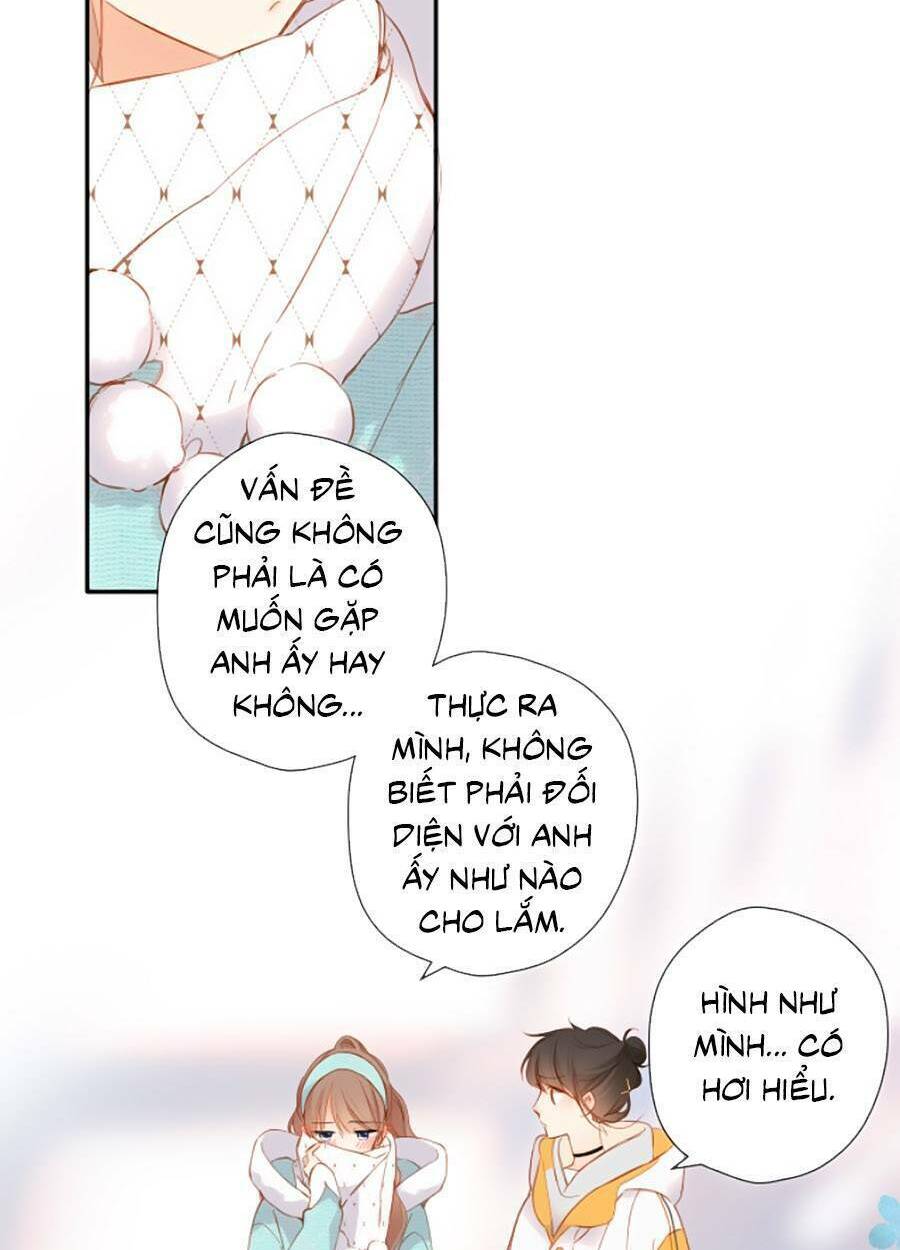 VẤN ĐỀ
CŨNG KHÔNG
PHẢI LÀ CÓ
MUỐN GẶP
ANH ẤY HAY
KHÔNG...
THỰC RA
MÌNH, KHÔNG
BIẾT PHẢI ĐỐI
DIỆN VỚI ANH
ẤY NHƯ NÀO
CHO LẮM.
HÌNH NHƯ
MÌNH... CÓ
HƠI HIỂU.